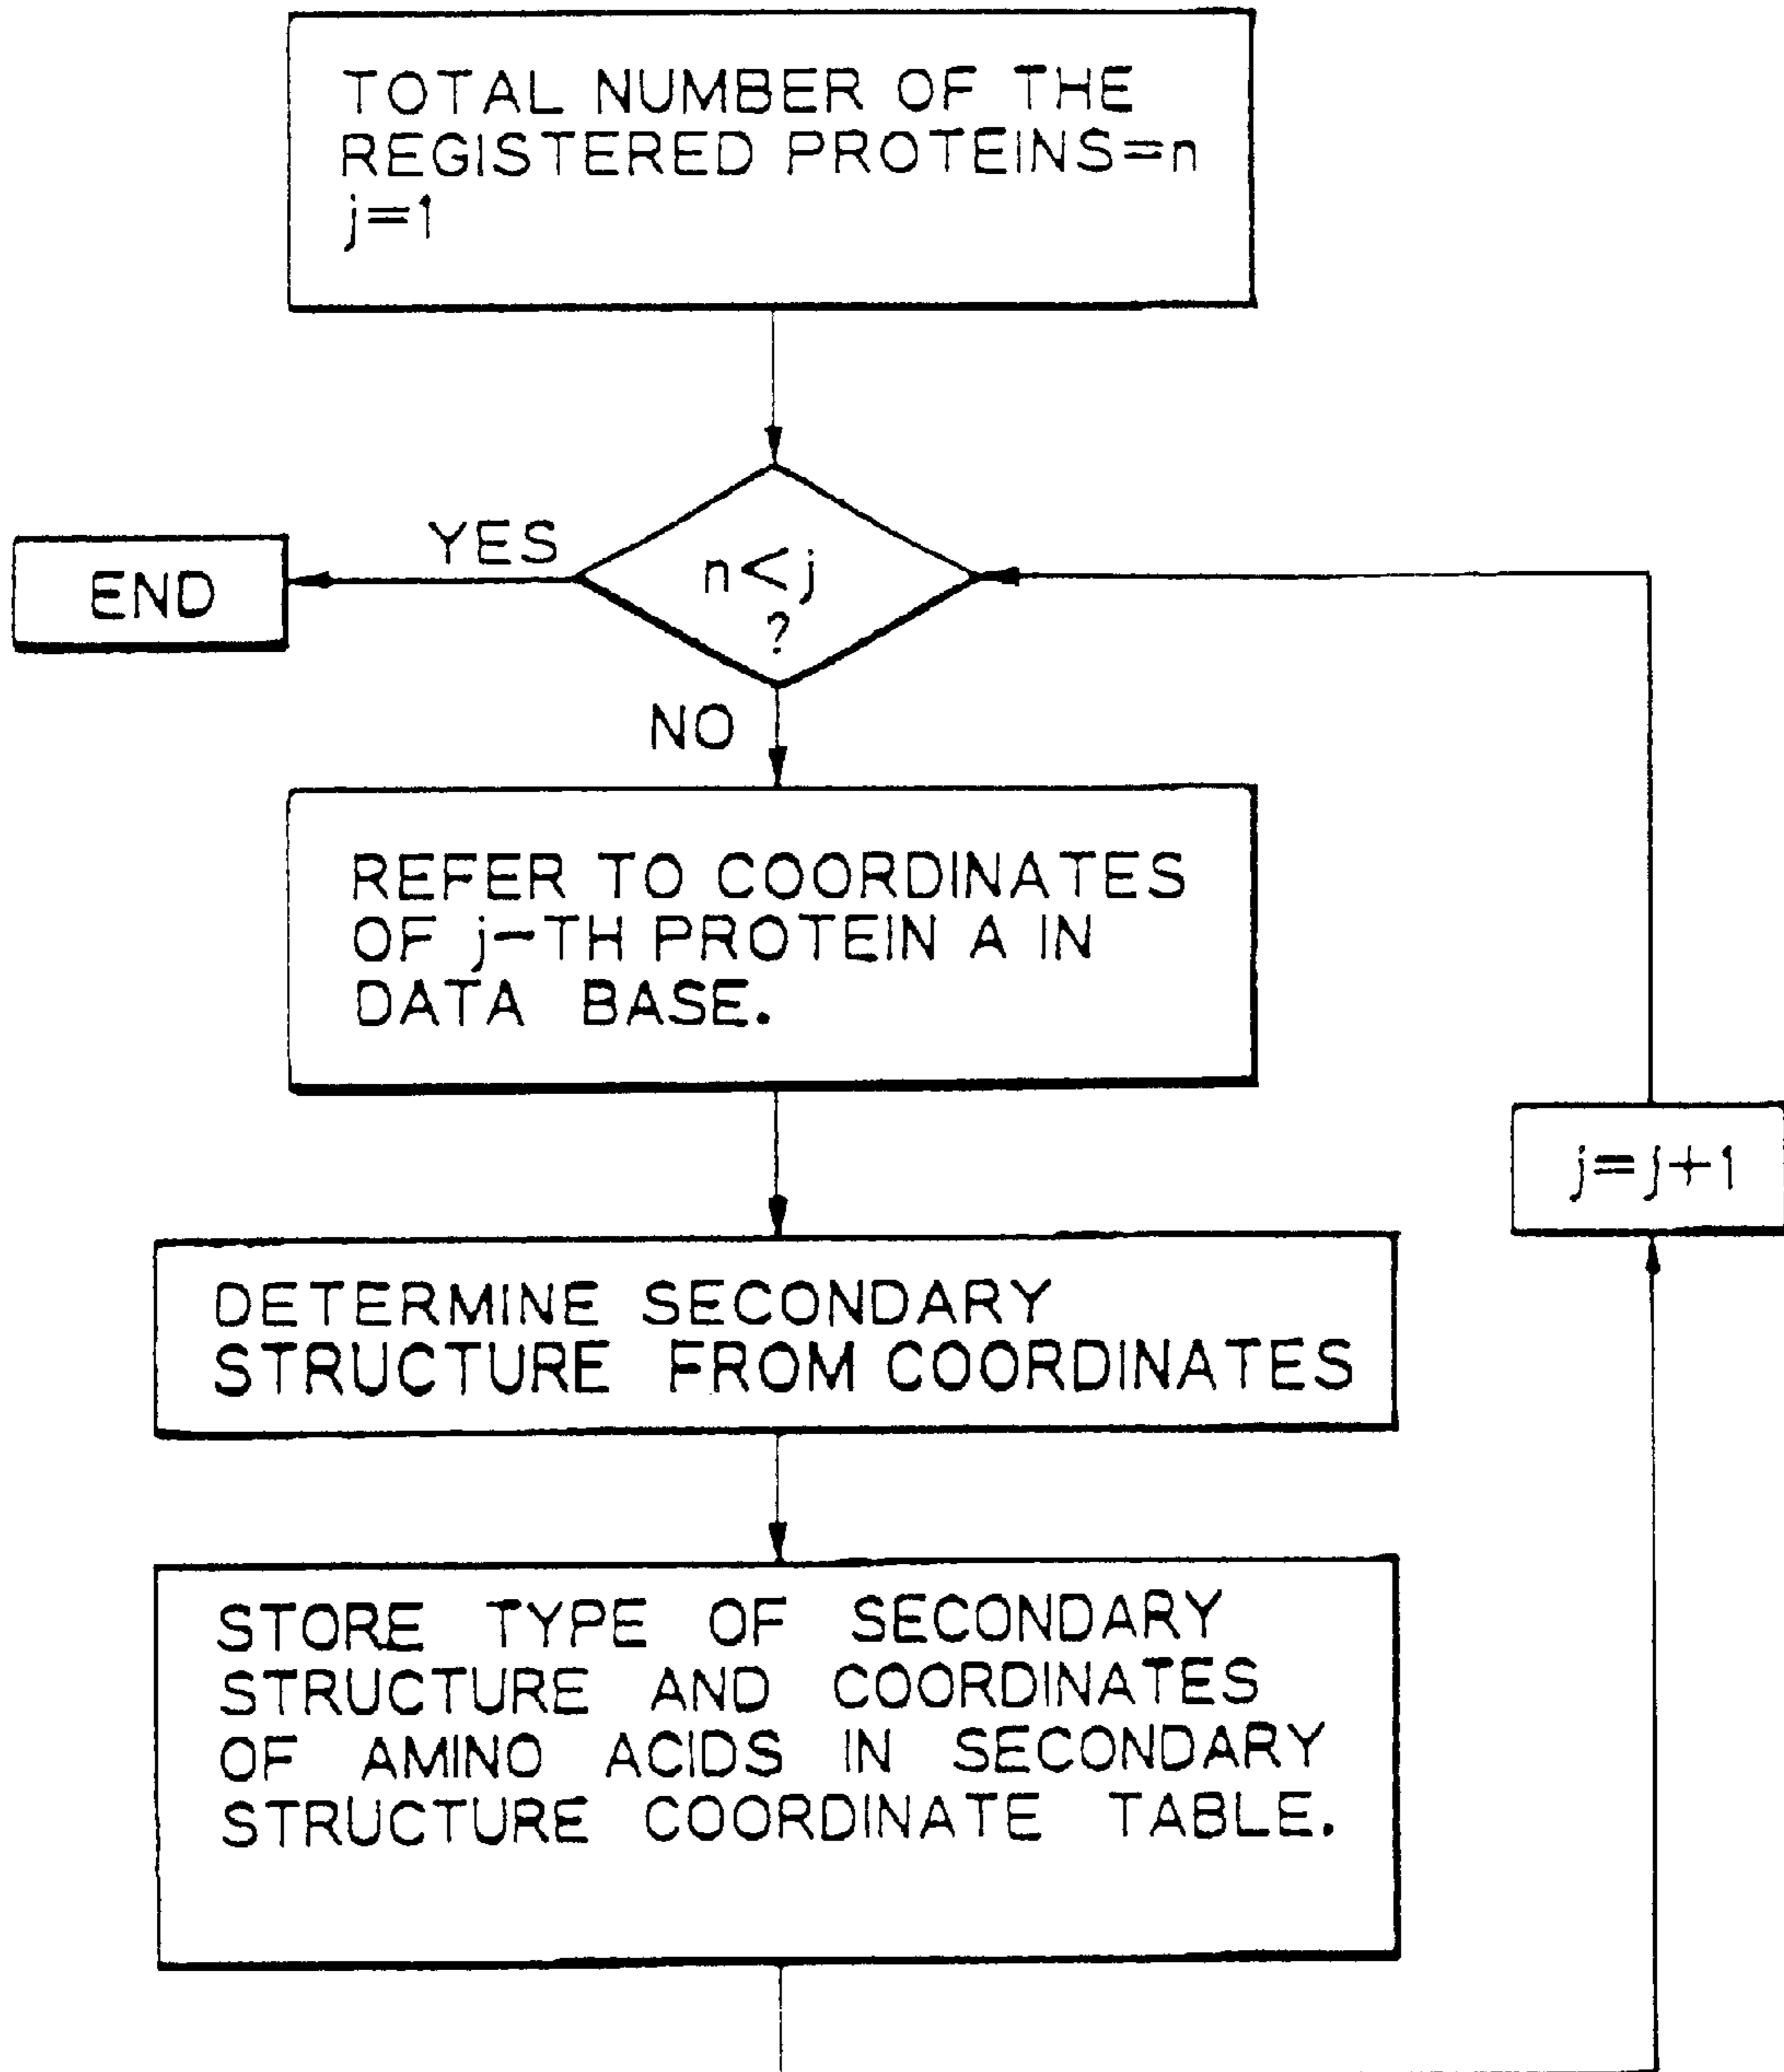 TOTAL NUMBER OF THE
REGISTERED PROTEINS=n
j=1
YES
END
n<j
?
NO
REFER TO COORDINATES
OF j-TH PROTEIN A IN
DATA BASE.
j=j+1
DETERMINE SECONDARY
STRUCTURE FROM COORDINATES
STORE TYPE OF SECONDARY
STRUCTURE AND COORDINATES
OF AMINO ACIDS IN SECONDARY
STRUCTURE COORDINATE TABLE.